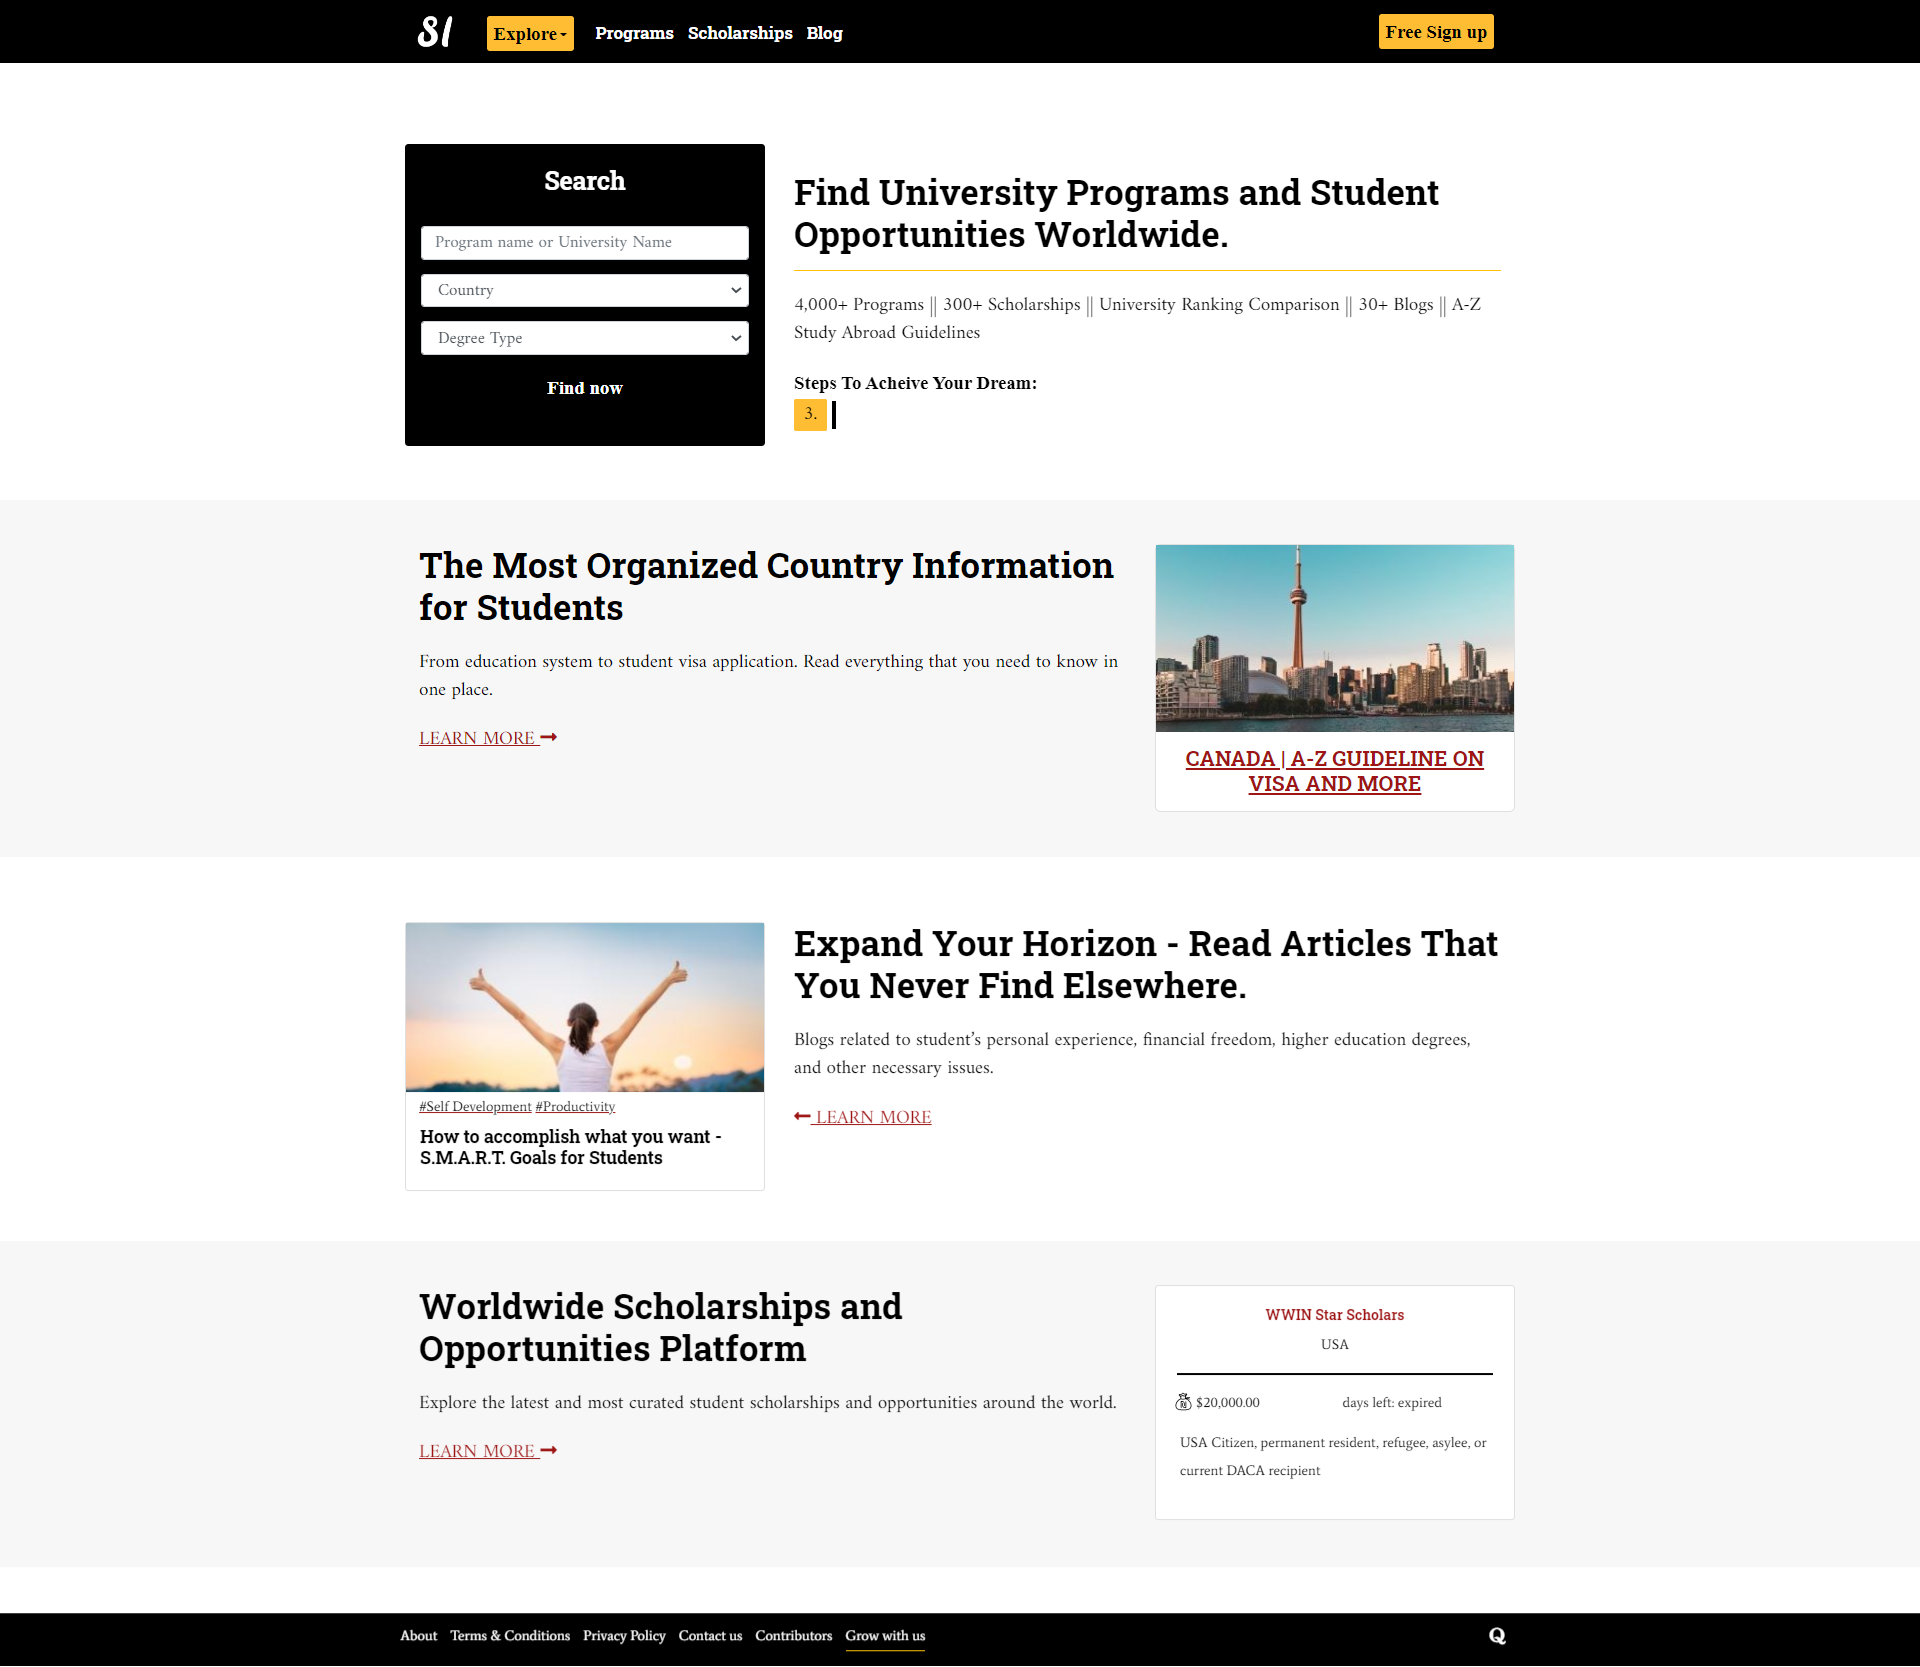 SI
Explore
Programs
Scholarships
Blog
Free Sign up
Search
Program name or University Name
Country
Degree Type
Find now
Find University Programs and Student
Opportunities Worldwide.
4,000+ Programs || 300+ Scholarships || University Ranking Comparison || 30+ Blogs || A-Z
Study Abroad Guidelines
Steps To Acheive Your Dream:
3.
The Most Organized Country Information
for Students
From education system to student visa application. Read everything that you need to know in
one place.
LEARN MORE
CANADA | A-Z GUIDELINE ON
VISA AND MORE
#Self Development #Productivity
How to accomplish what you want -
S.M.A.R.T. Goals for Students
Expand Your Horizon - Read Articles That
You Never Find Elsewhere.
Blogs related to student’s personal experience, financial freedom, higher education degrees,
and other necessary issues.
LEARN MORE
Worldwide Scholarships and
Opportunities Platform
Explore the latest and most curated student scholarships and opportunities around the world.
LEARN MORE
WWIN Star Scholars
USA
$20,000.00
days left: expired
USA Citizen, permanent resident, refugee, asylee, or
current DACA recipient
About
Terms & Conditions
Privacy Policy
Contact us
Contributors
Grow with us
Q